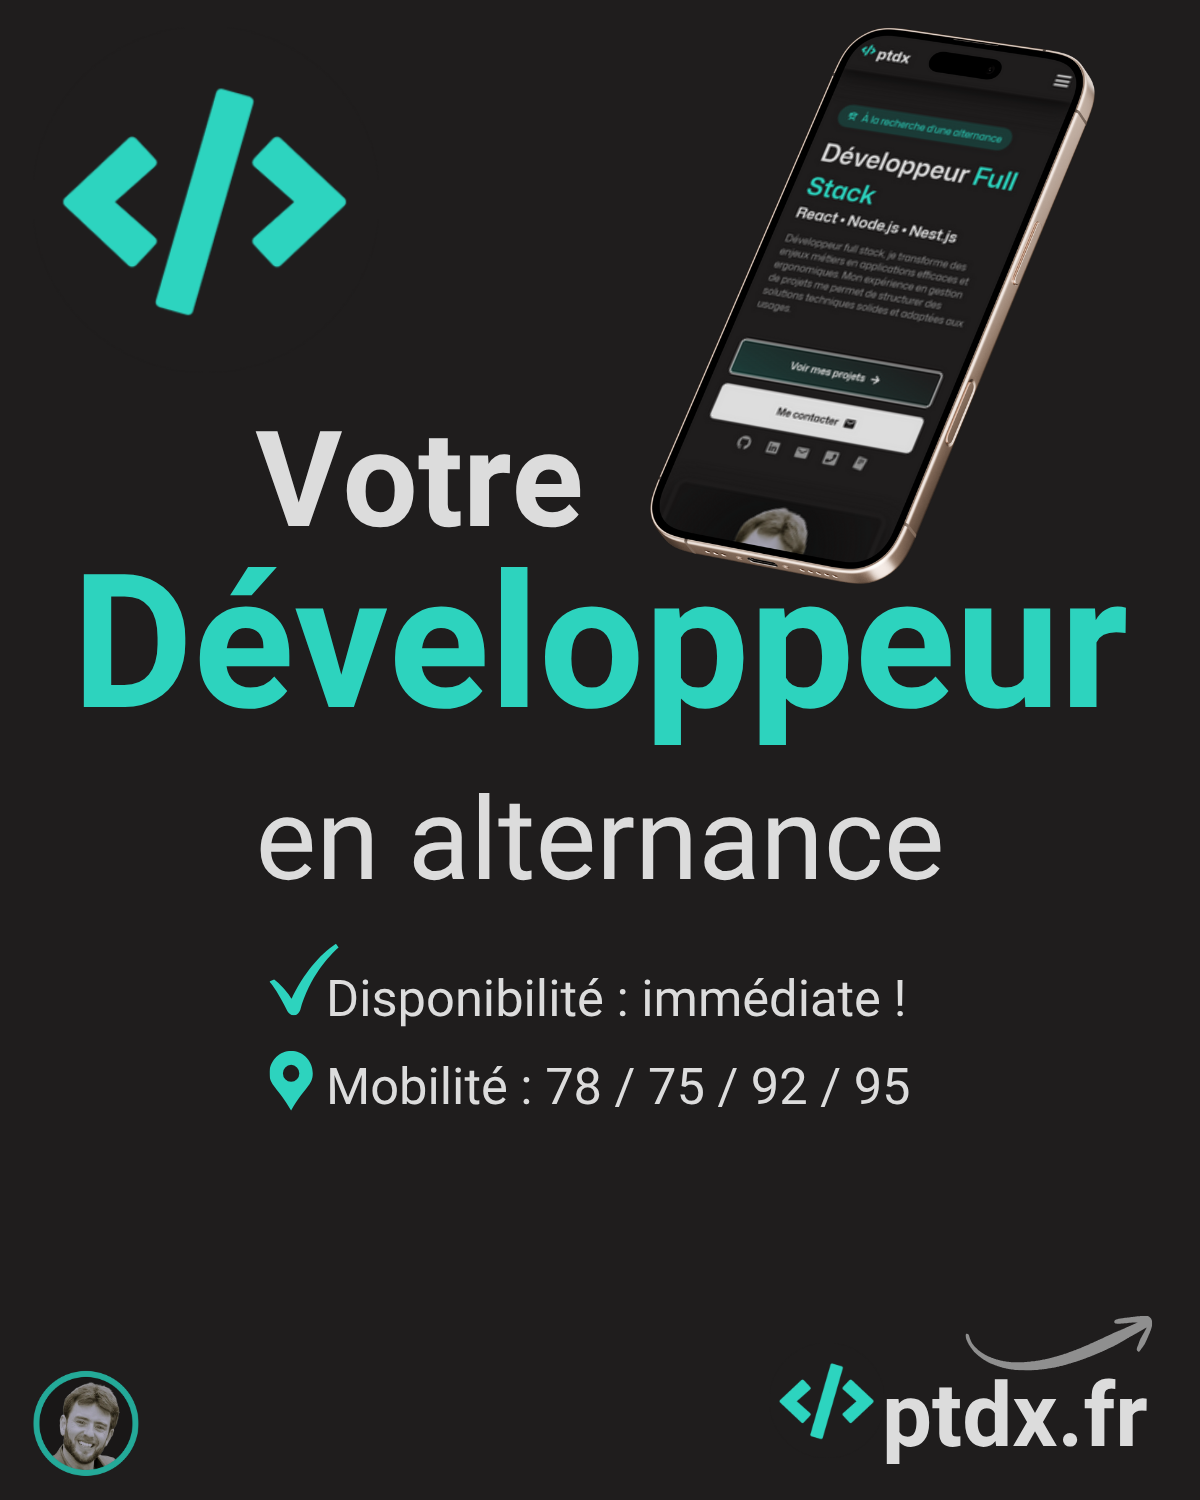 ptdx
À la recherche d'une alternance
Développeur Full
Stack
React • Node.js • Nest.js
Développeur full stack, je transforme des
enjeux métiers en applications efficaces et
ergonomiques. Mon expérience en gestion
de projets me permet de structurer des
solutions techniques solides et adaptées aux
usages.
Voir mes projets →
Me contacter
Votre
Développeur
en alternance
Disponibilité : immédiate !
Mobilité : 78 / 75 / 92 / 95
</>ptdx.fr